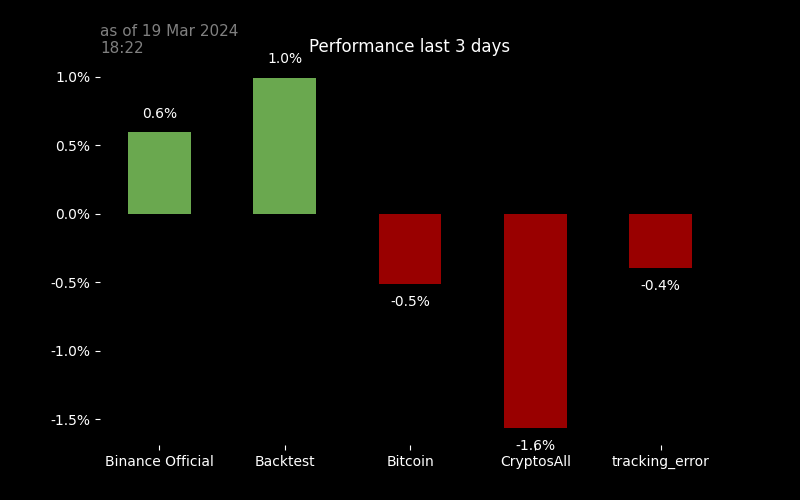 as of 19 Mar 2024
18:22
Performance last 3 days
1.0%
0.5%
0.0%
-0.5%
-1.0%
-1.5%
0.6%
1.0%
-0.5%
-1.6%
-0.4%
Binance Official
Backtest
Bitcoin
CryptosAll
tracking_error